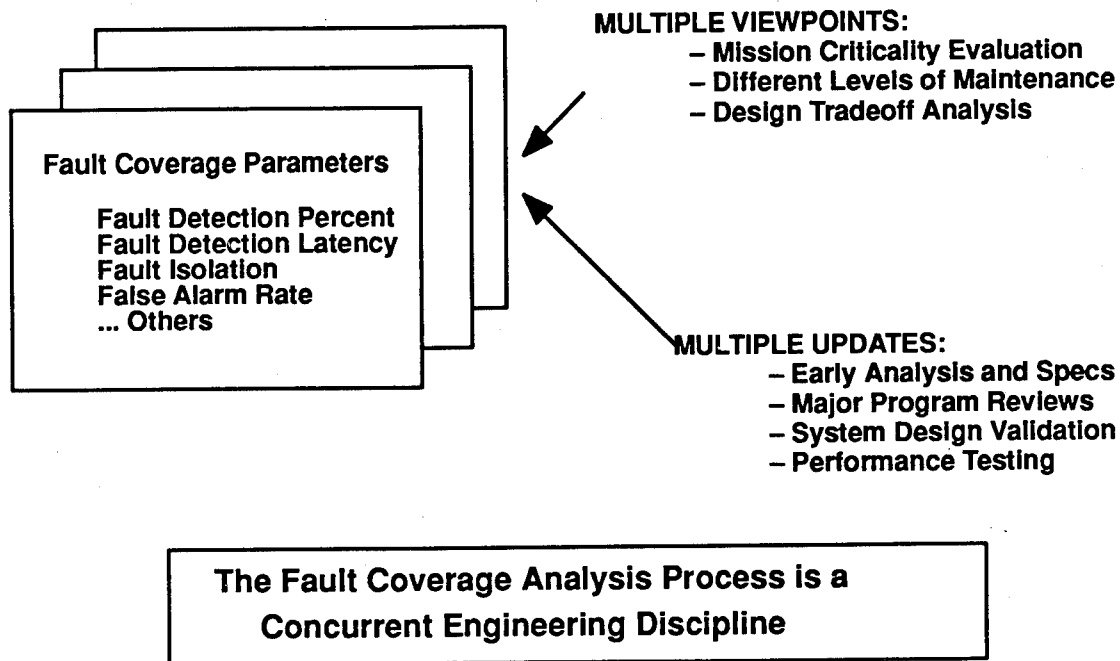 MULTIPLE VIEWPOINTS:
– Mission Criticality Evaluation
– Different Levels of Maintenance
– Design Tradeoff Analysis
Fault Coverage Parameters
Fault Detection Percent
Fault Detection Latency
Fault Isolation
False Alarm Rate
... Others
MULTIPLE UPDATES:
– Early Analysis and Specs
– Major Program Reviews
– System Design Validation
– Performance Testing
The Fault Coverage Analysis Process is a
Concurrent Engineering Discipline